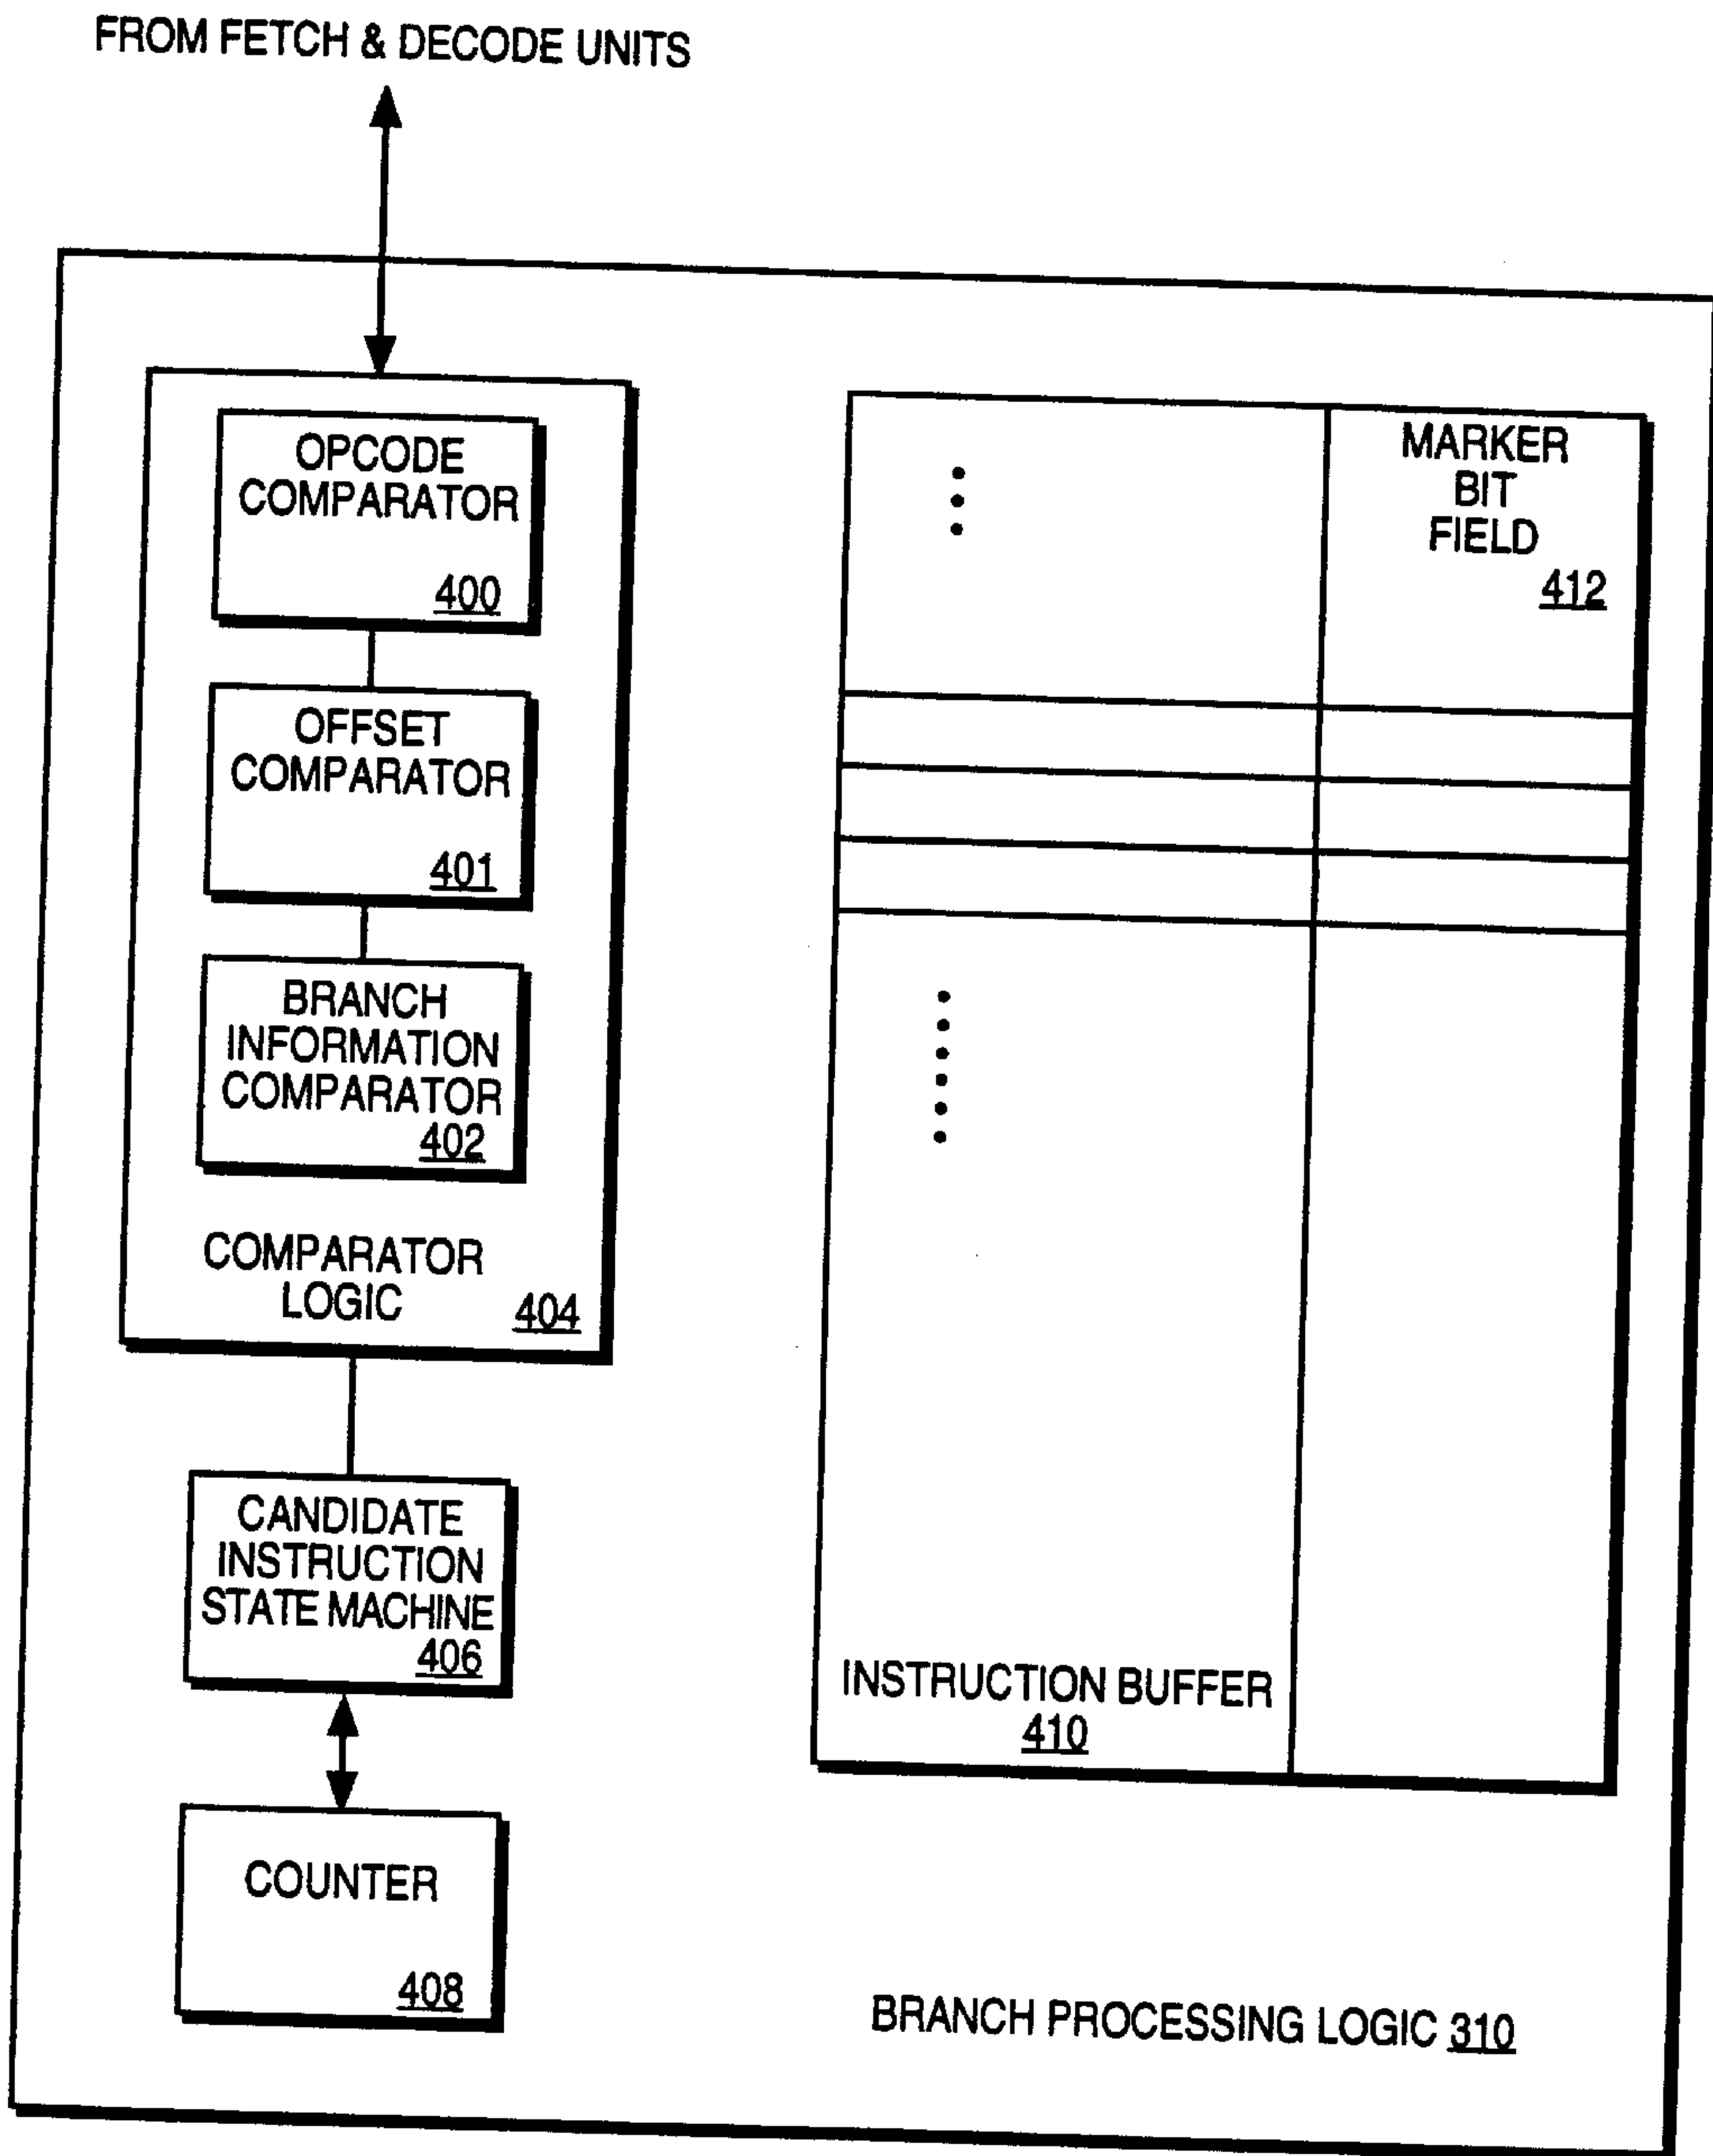 FROM FETCH & DECODE UNITS
OPCODE
COMPARATOR
400
OFFSET
COMPARATOR
401
BRANCH
INFORMATION
COMPARATOR
402
COMPARATOR
LOGIC
404
CANDIDATE
INSTRUCTION
STATE MACHINE
406
COUNTER
408
MARKER
BIT
FIELD
412
INSTRUCTION BUFFER
410
BRANCH PROCESSING LOGIC 310